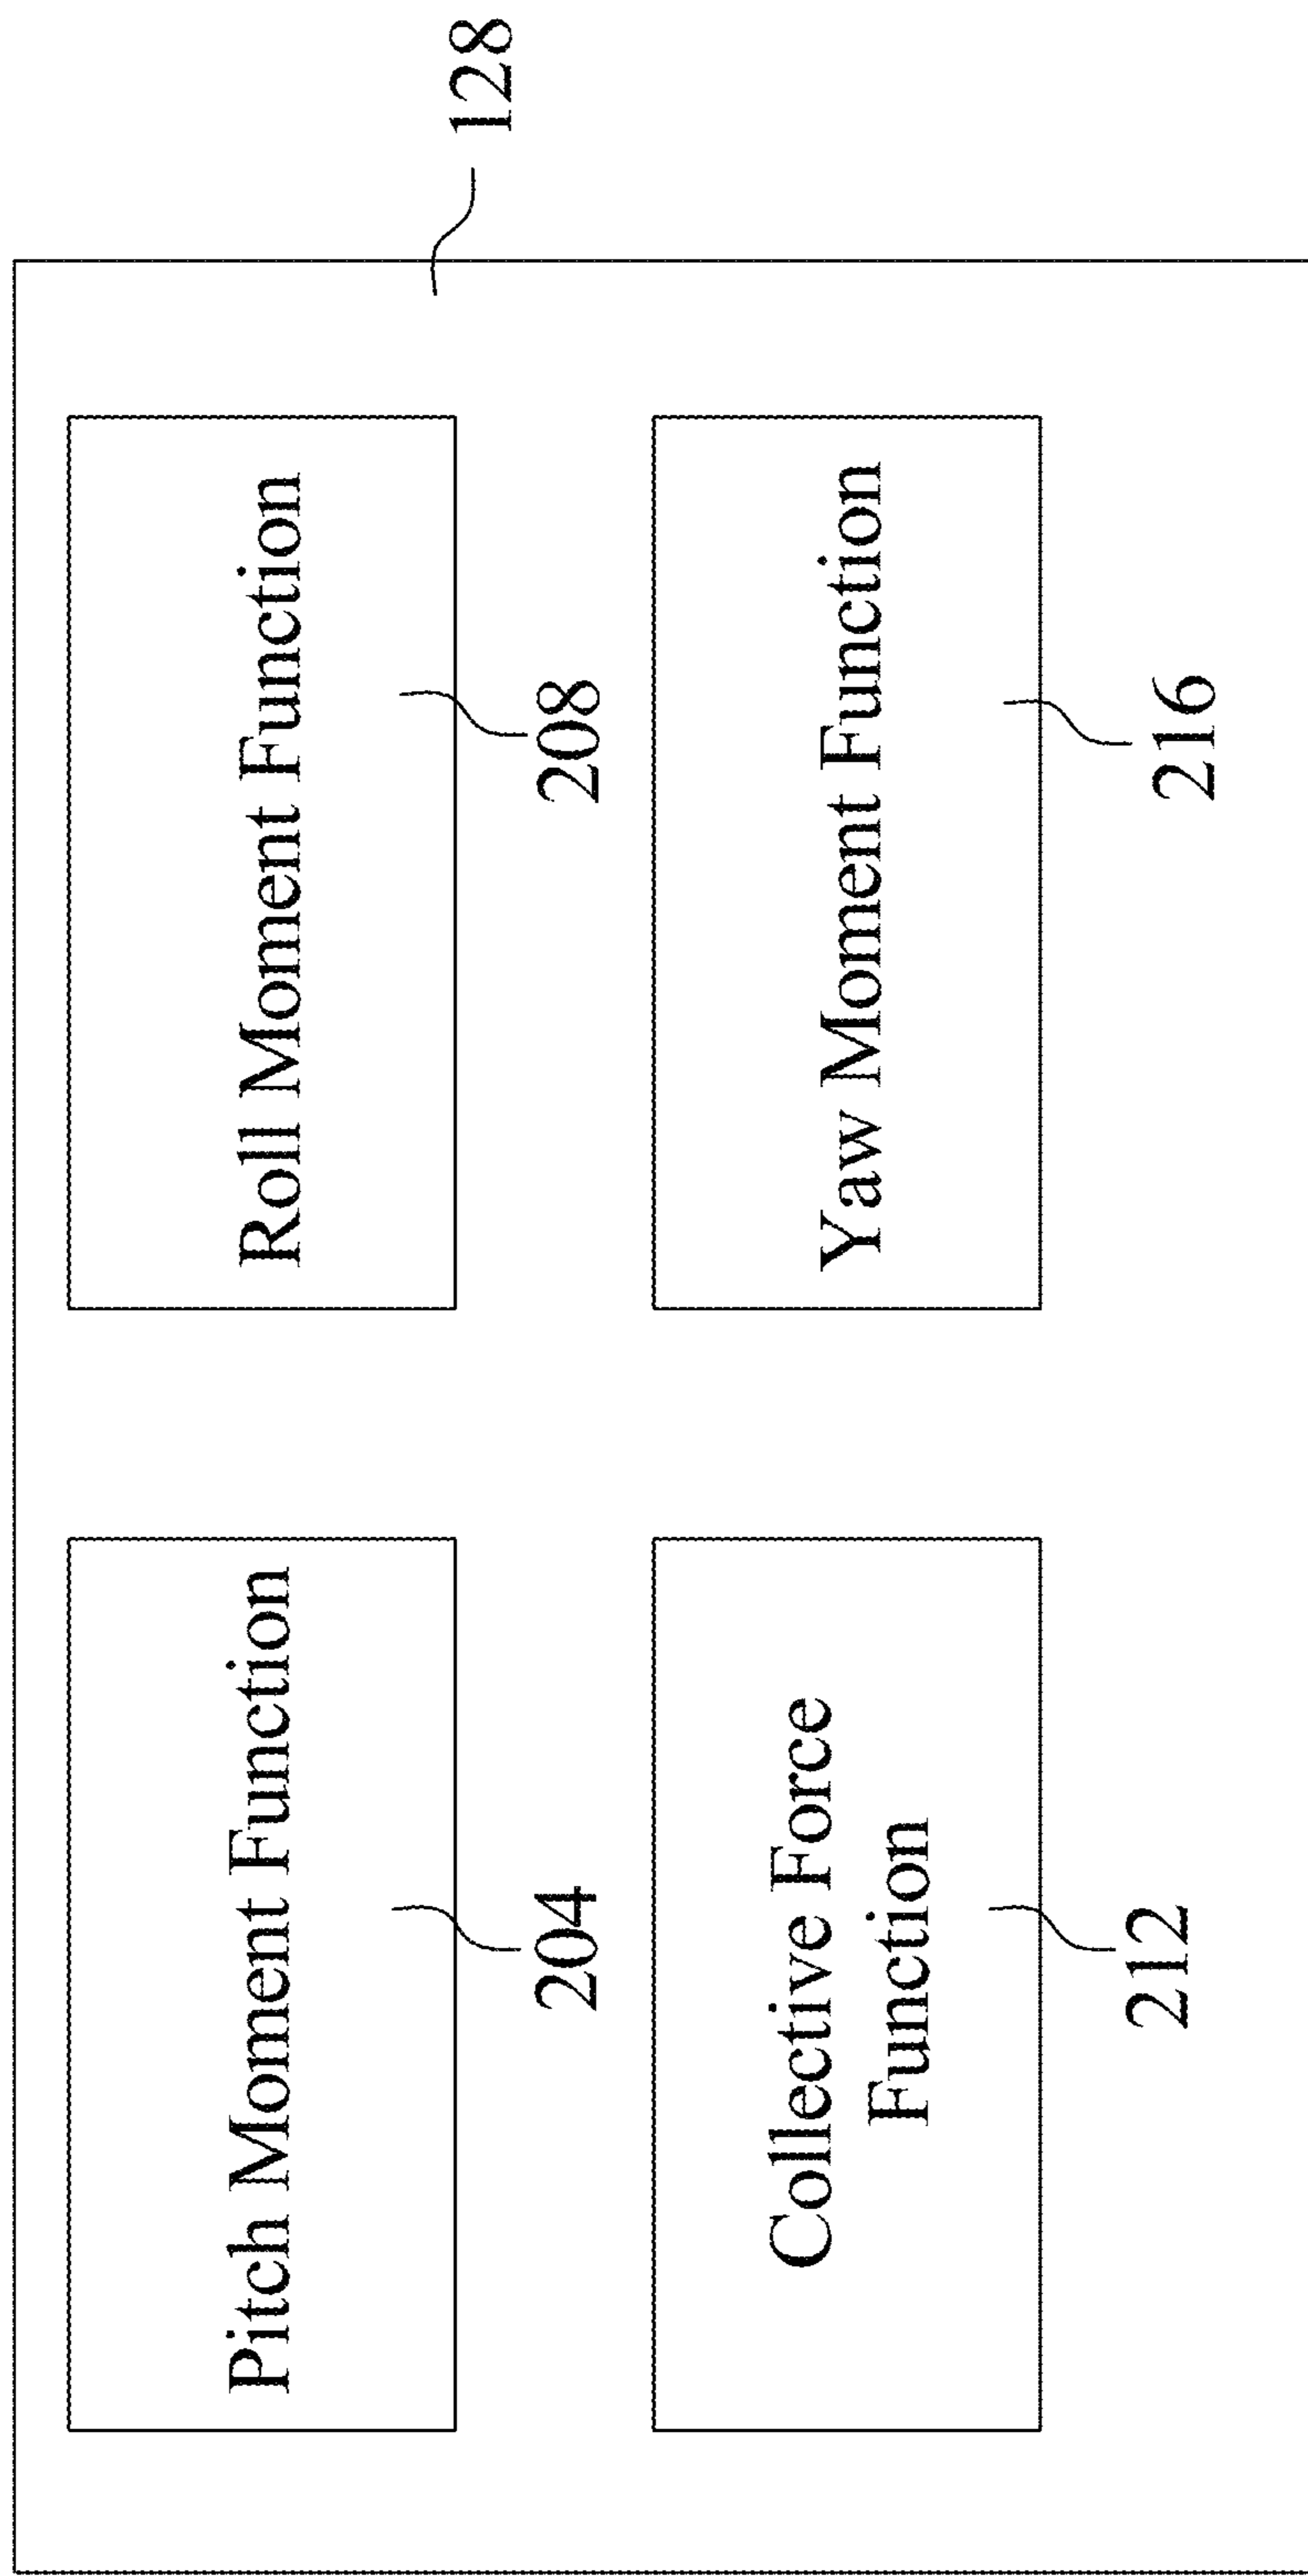 128
Pitch Moment Function
204
Roll Moment Function
208
Collective Force
Function
212
Yaw Moment Function
216